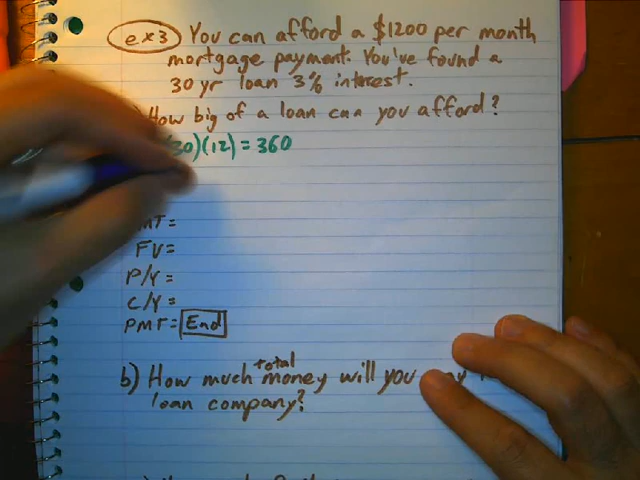 ex3 You can afford a $1200 per month
mortgage payment. You've found a
30 yr loan 3% interest.
How big of a loan can you afford?
30)(12) = 360
MT =
FV =
P/Y =
C/Y =
PMT = End
b) How much total money will you
loan company?